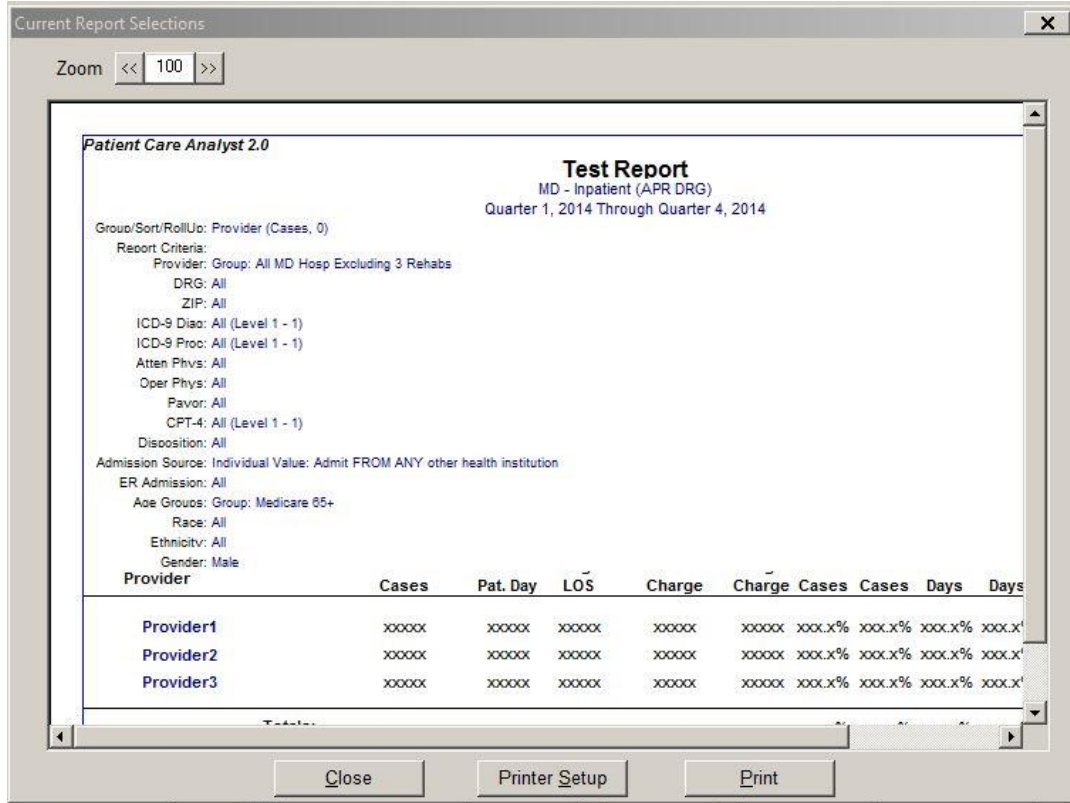 Current Report Selections
Zoom << 100 >>
Patient Care Analyst 2.0
Test Report
MD - Inpatient (APR DRG)
Quarter 1, 2014 Through Quarter 4, 2014
Group/Sort/RollUp: Provider (Cases, 0)
Report Criteria:
Provider: Group: All MD Hosp Excluding 3 Rehabs
DRG: All
ZIP: All
ICD-9 Diag: All (Level 1 - 1)
ICD-9 Proc: All (Level 1 - 1)
Atten Phys: All
Oper Phys: All
Payor: All
CPT-4: All (Level 1 - 1)
Disposition: All
Admission Source: Individual Value: Admit FROM ANY other health institution
ER Admission: All
Age Groups: Group: Medicare 65+
Race: All
Ethnicity: All
Gender: Male
Provider Cases Pat. Day LOS Charge Charge Cases Cases Days Days
Provider1 xxxxx xxxxx xxxxx xxxxx xxxxx xxx.x% xxx.x% xxx.x% xxx.x
Provider2 xxxxx xxxxx xxxxx xxxxx xxxxx xxx.x% xxx.x% xxx.x% xxx.x
Provider3 xxxxx xxxxx xxxxx xxxxx xxxxx xxx.x% xxx.x% xxx.x% xxx.x
Close Printer Setup Print